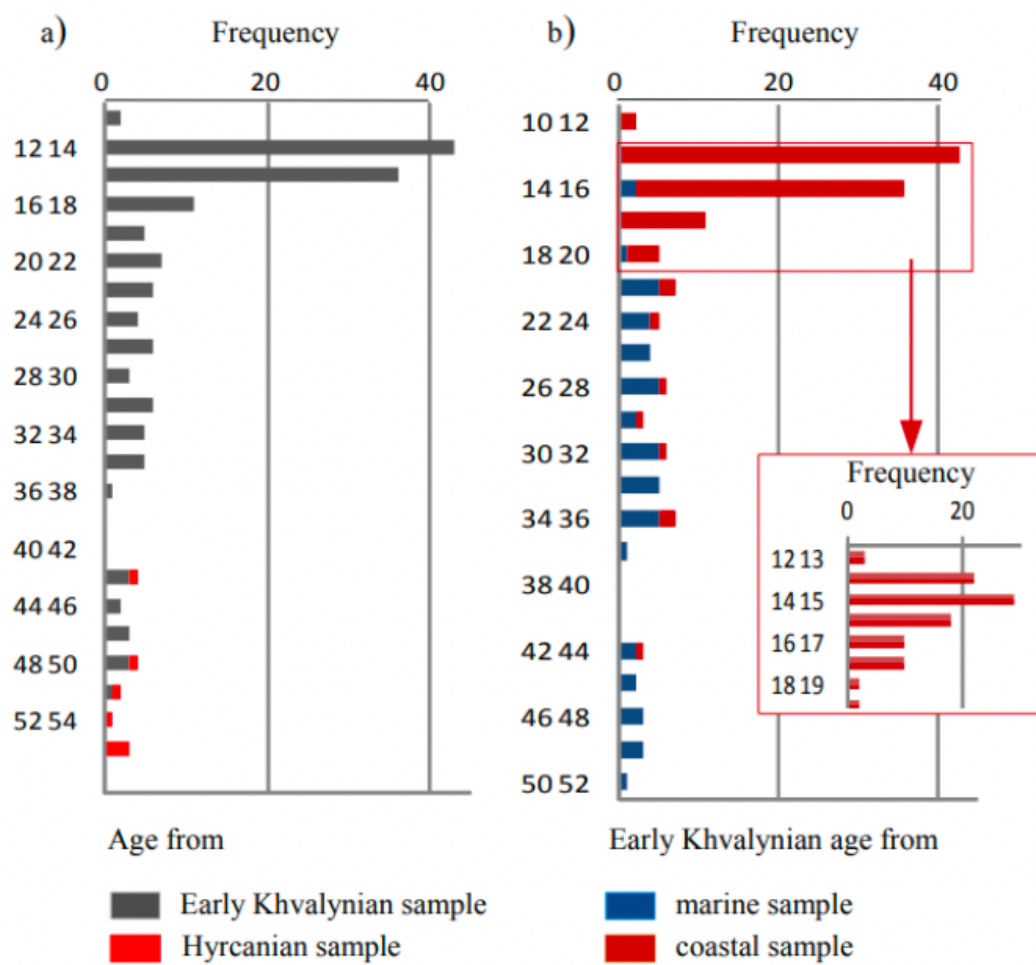 a)
Frequency
0 20 40
12 14
16 18
20 22
24 26
28 30
32 34
36 38
40 42
44 46
48 50
52 54
Age from
Early Khvalynian sample
Hyrcanian sample
b)
Frequency
0 20 40
10 12
14 16
18 20
22 24
26 28
30 32
34 36
38 40
42 44
46 48
50 52
Frequency
0 20
12 13
14 15
16 17
18 19
Early Khvalynian age from
marine sample
coastal sample